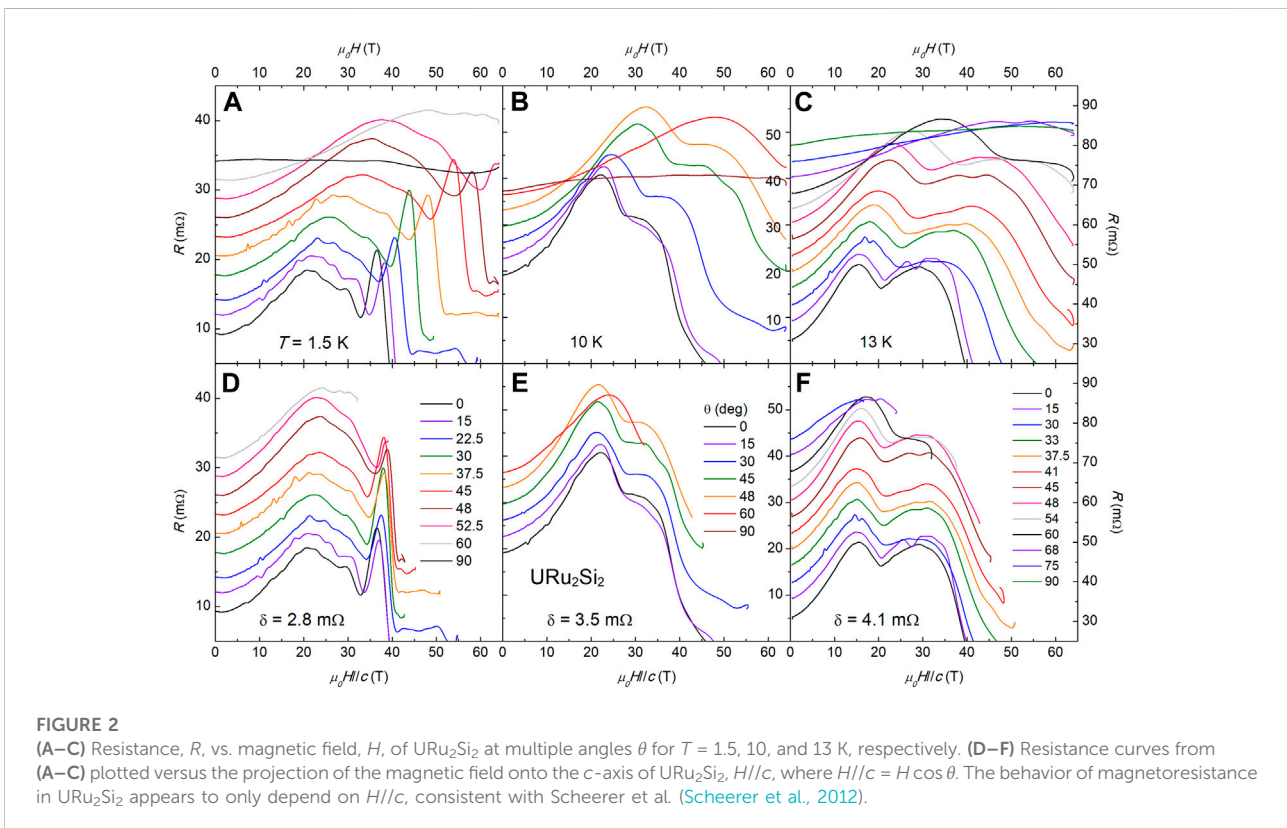 μ₀H (T)
μ₀H (T)
μ₀H (T)
0 10 20 30 40 50 60
0 10 20 30 40 50 60
0 10 20 30 40 50 60
A
B
C
R (mΩ)
40
30
20
10
50
40
30
20
10
R (mΩ)
90
80
70
60
50
40
30
T = 1.5 K
10 K
13 K
D
E
F
R (mΩ)
40
30
20
10
0
15
22.5
30
37.5
45
48
52.5
60
90
θ (deg)
0
15
30
45
48
60
90
URu₂Si₂
50
40
30
20
10
0
15
30
33
37.5
41
45
48
54
60
68
75
90
R (mΩ)
90
80
70
60
50
40
30
δ = 2.8 mΩ
δ = 3.5 mΩ
δ = 4.1 mΩ
0 10 20 30 40 50 60
0 10 20 30 40 50 60
0 10 20 30 40 50 60
μ₀H//c (T)
μ₀H//c (T)
μ₀H//c (T)
FIGURE 2
(A–C) Resistance, R, vs. magnetic field, H, of URu₂Si₂ at multiple angles θ for T = 1.5, 10, and 13 K, respectively. (D–F) Resistance curves from
(A–C) plotted versus the projection of the magnetic field onto the c-axis of URu₂Si₂, H//c, where H//c = H cos θ. The behavior of magnetoresistance
in URu₂Si₂ appears to only depend on H//c, consistent with Scheerer et al. (Scheerer et al., 2012).